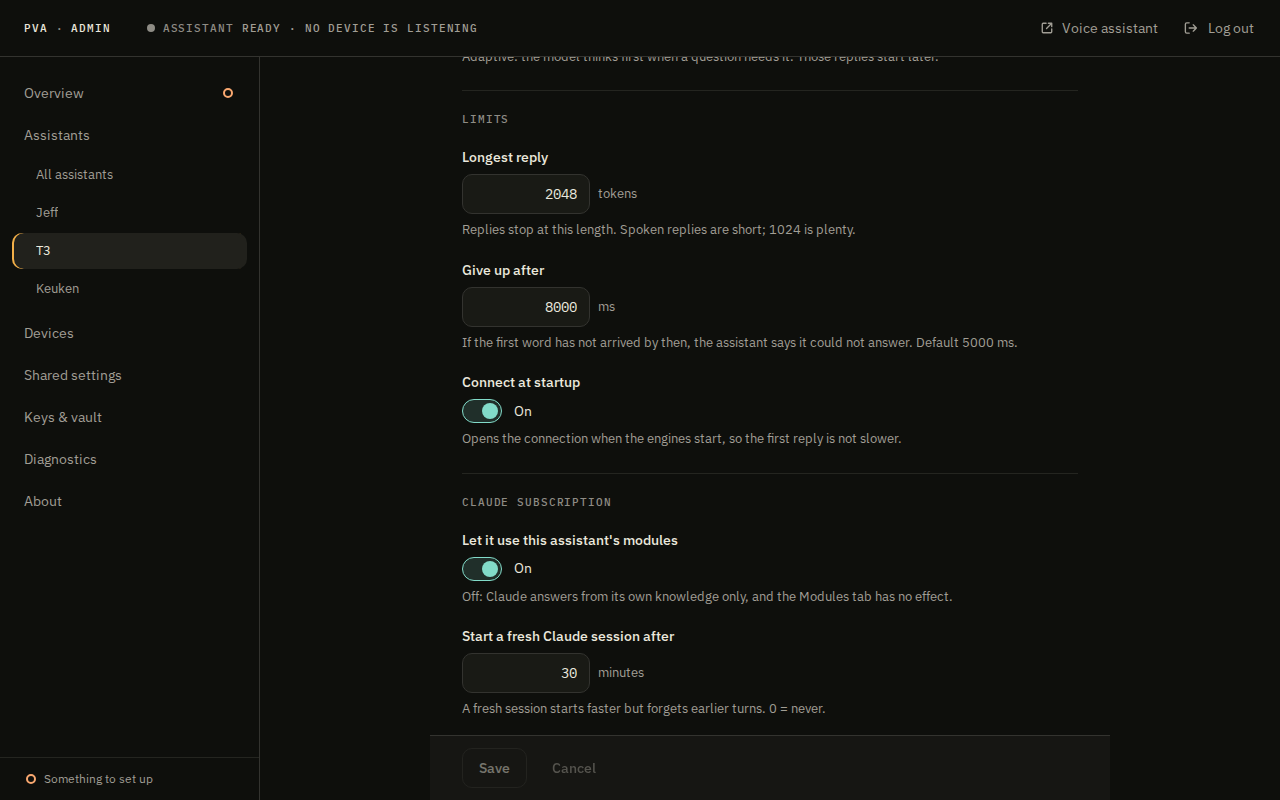 PVA · ADMIN
ASSISTANT READY · NO DEVICE IS LISTENING
Voice assistant
Log out
Overview
Assistants
All assistants
Jeff
T3
Keuken
Devices
Shared settings
Keys & vault
Diagnostics
About
Something to set up
Adaptive: the model thinks first when a question needs it. Those replies start later.
LIMITS
Longest reply
2048 tokens
Replies stop at this length. Spoken replies are short; 1024 is plenty.
Give up after
8000 ms
If the first word has not arrived by then, the assistant says it could not answer. Default 5000 ms.
Connect at startup
On
Opens the connection when the engines start, so the first reply is not slower.
CLAUDE SUBSCRIPTION
Let it use this assistant's modules
On
Off: Claude answers from its own knowledge only, and the Modules tab has no effect.
Start a fresh Claude session after
30 minutes
A fresh session starts faster but forgets earlier turns. 0 = never.
Save
Cancel